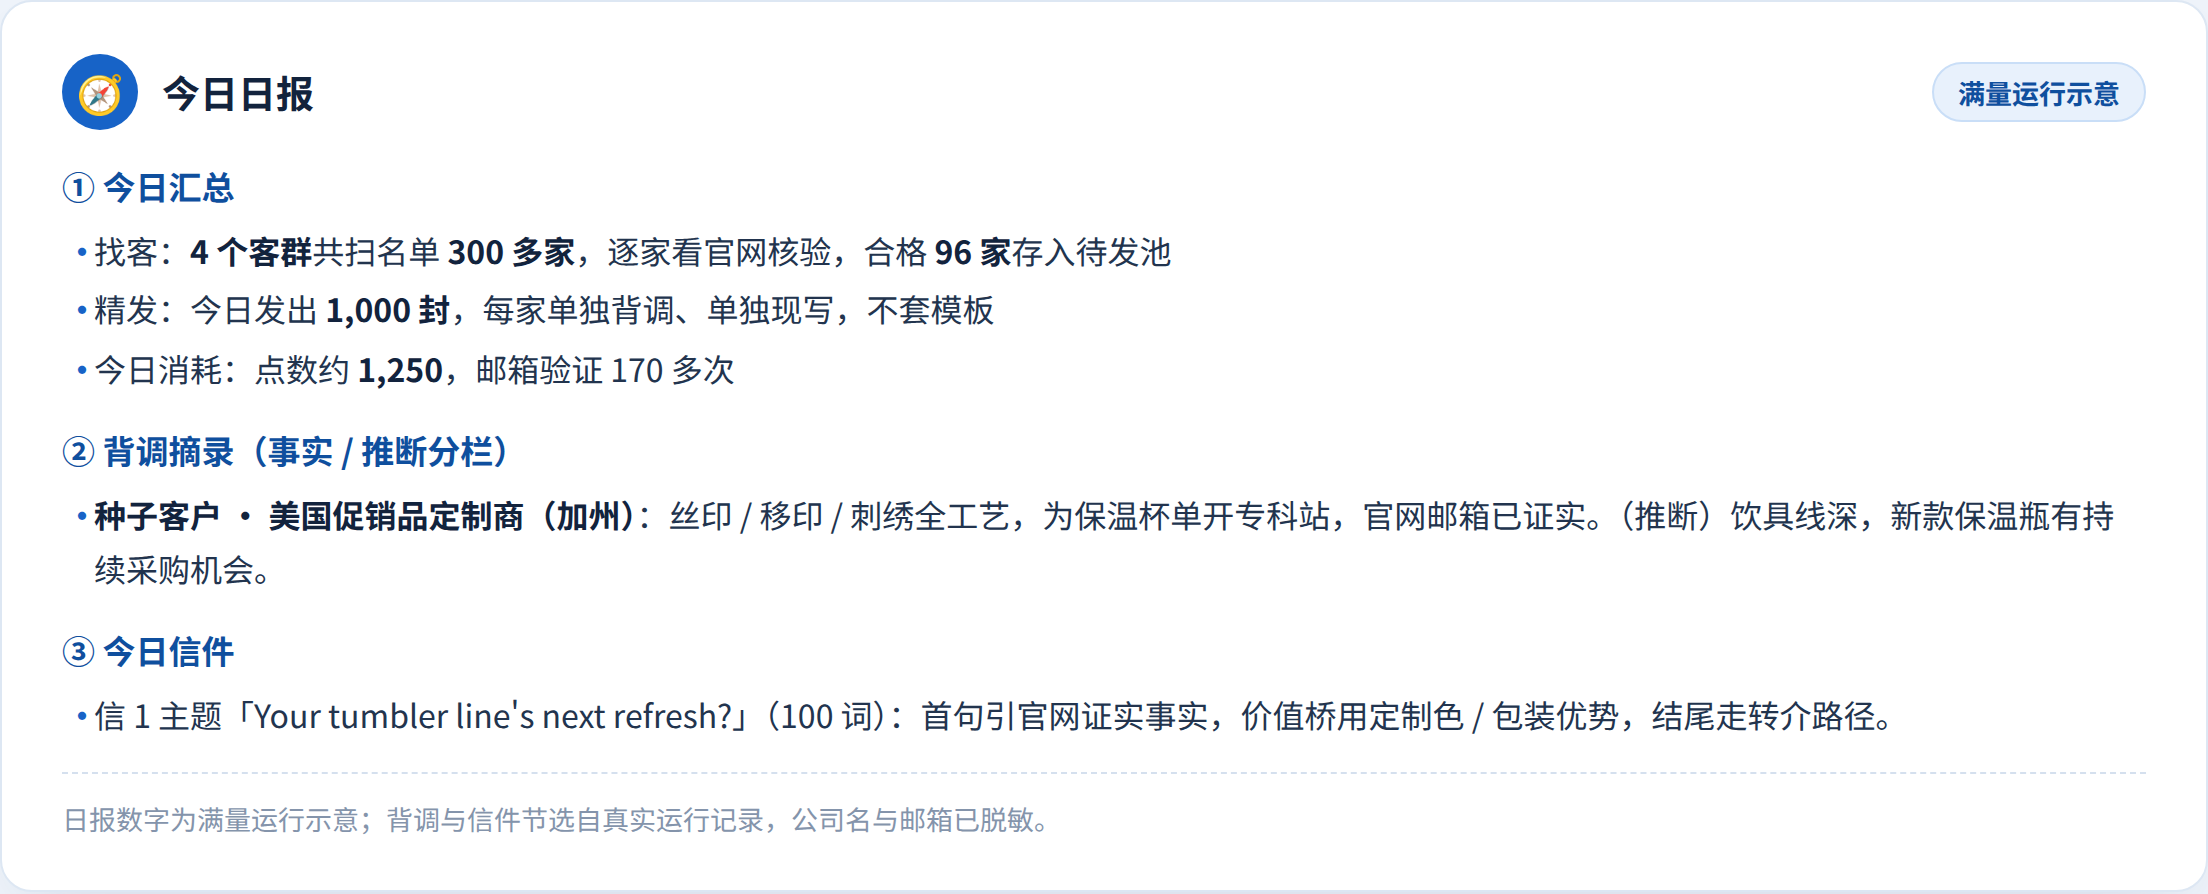 今日日报
满量运行示意
① 今日汇总
• 找客：4 个客群共扫名单 300 多家，逐家看官网核验，合格 96 家存入待发池
• 精发：今日发出 1,000 封，每家单独背调、单独现写，不套模板
• 今日消耗：点数约 1,250，邮箱验证 170 多次
② 背调摘录（事实 / 推断分栏）
• 种子客户 · 美国促销品定制商（加州）：丝印 / 移印 / 刺绣全工艺，为保温杯单开专科站，官网邮箱已证实。（推断）饮具线深，新款保温瓶有持
续采购机会。
③ 今日信件
• 信 1 主题「Your tumbler line's next refresh?」（100 词）：首句引官网证实事实，价值桥用定制色 / 包装优势，结尾走转介路径。
日报数字为满量运行示意；背调与信件节选自真实运行记录，公司名与邮箱已脱敏。